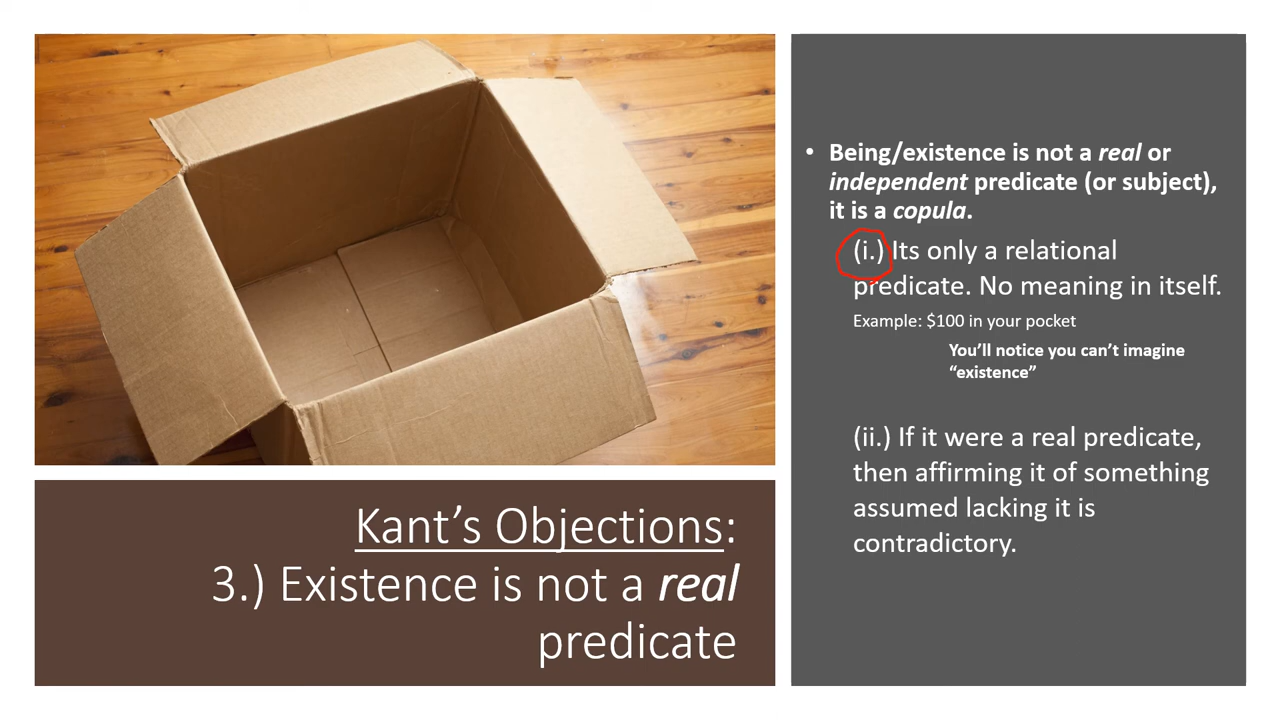 Kant’s Objections:
3.) Existence is not a real
predicate
• Being/existence is not a real or
independent predicate (or subject),
it is a copula.
(i.) Its only a relational
predicate. No meaning in itself.
Example: $100 in your pocket
You’ll notice you can’t imagine
“existence”
(ii.) If it were a real predicate,
then affirming it of something
assumed lacking it is
contradictory.